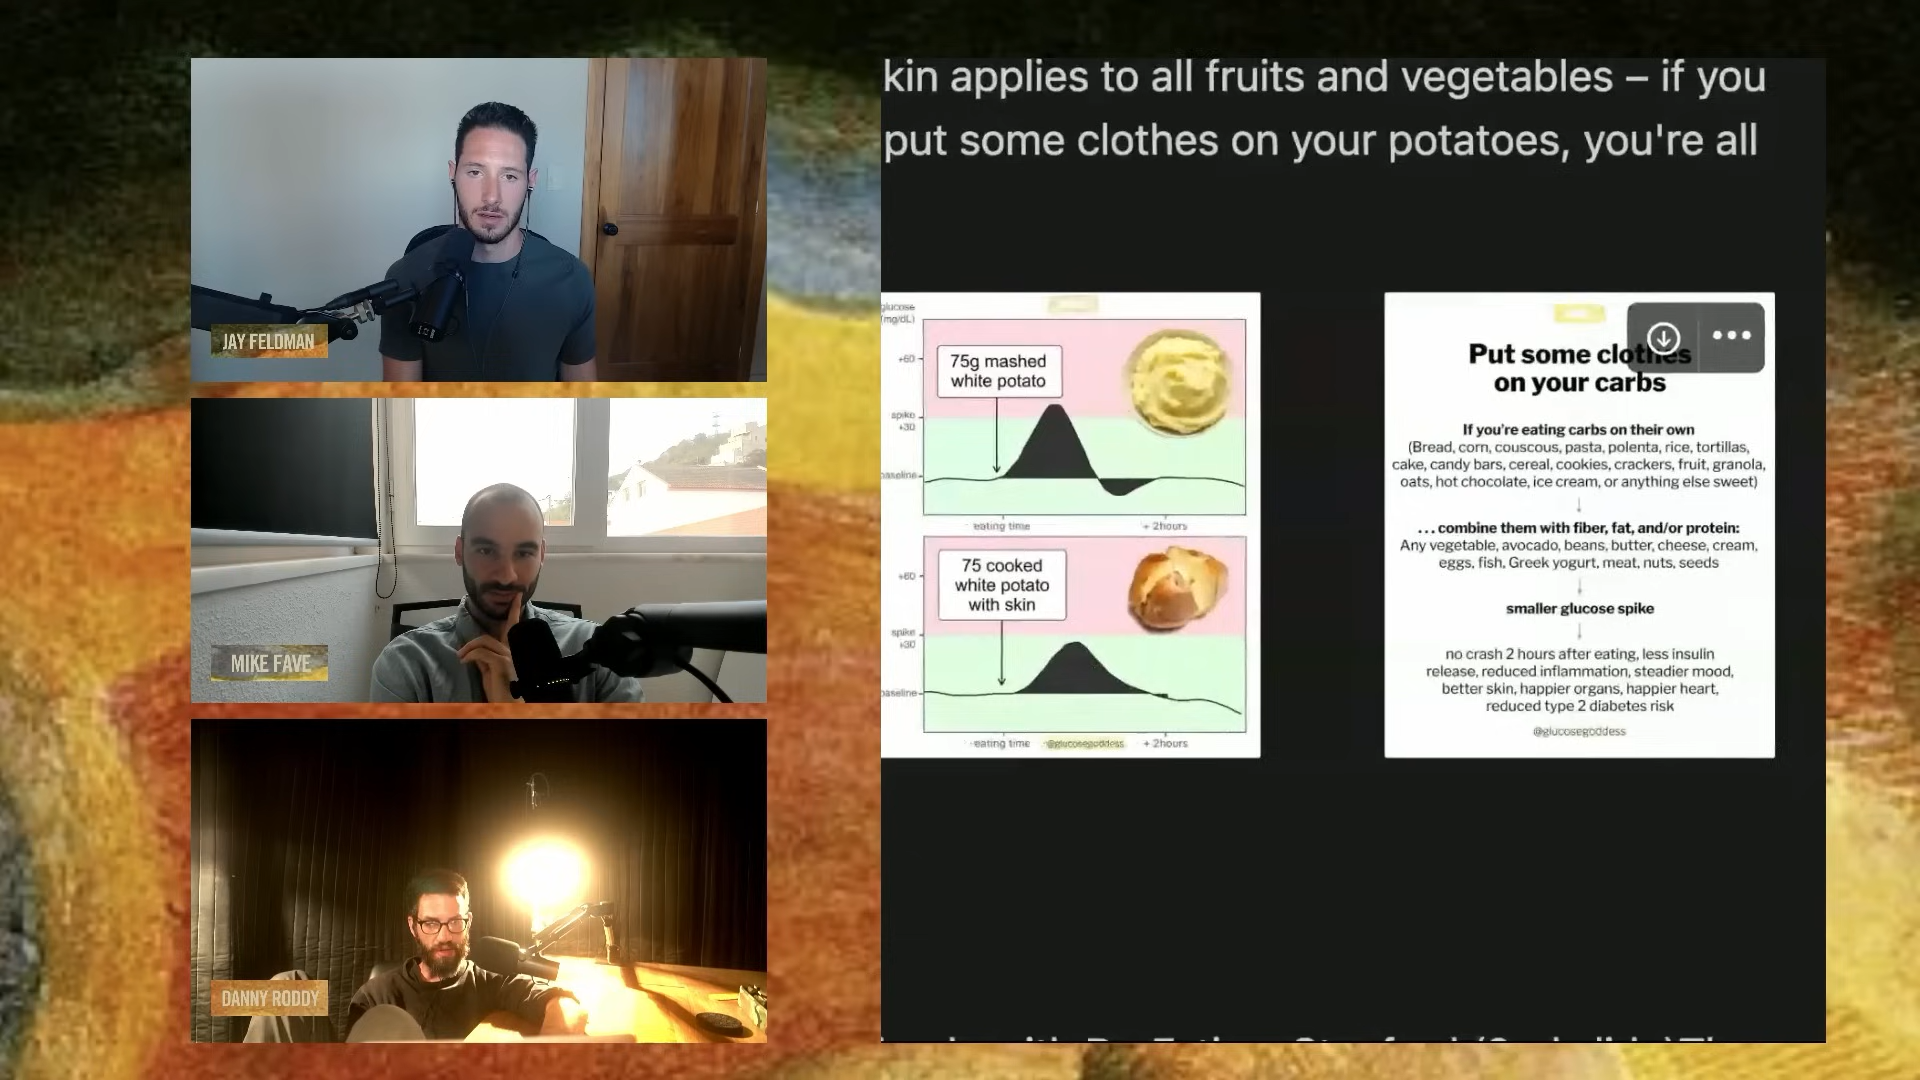 JAY FELDMAN
MIKE FAVE
DANNY RODDY
kin applies to all fruits and vegetables – if you
put some clothes on your potatoes, you're all
glucose
(mg/dL)
+60
75g mashed
white potato
spike
+30
baseline
eating time
+ 2hours
+60
75 cooked
white potato
with skin
spike
+30
baseline
eating time
@glucosegoddess
+ 2hours
Put some clothes
on your carbs
If you're eating carbs on their own
(Bread, corn, couscous, pasta, polenta, rice, tortillas,
cake, candy bars, cereal, cookies, crackers, fruit, granola,
oats, hot chocolate, ice cream, or anything else sweet)
. . . combine them with fiber, fat, and/or protein:
Any vegetable, avocado, beans, butter, cheese, cream,
eggs, fish, Greek yogurt, meat, nuts, seeds
smaller glucose spike
no crash 2 hours after eating, less insulin
release, reduced inflammation, steadier mood,
better skin, happier organs, happier heart,
reduced type 2 diabetes risk
@glucosegoddess